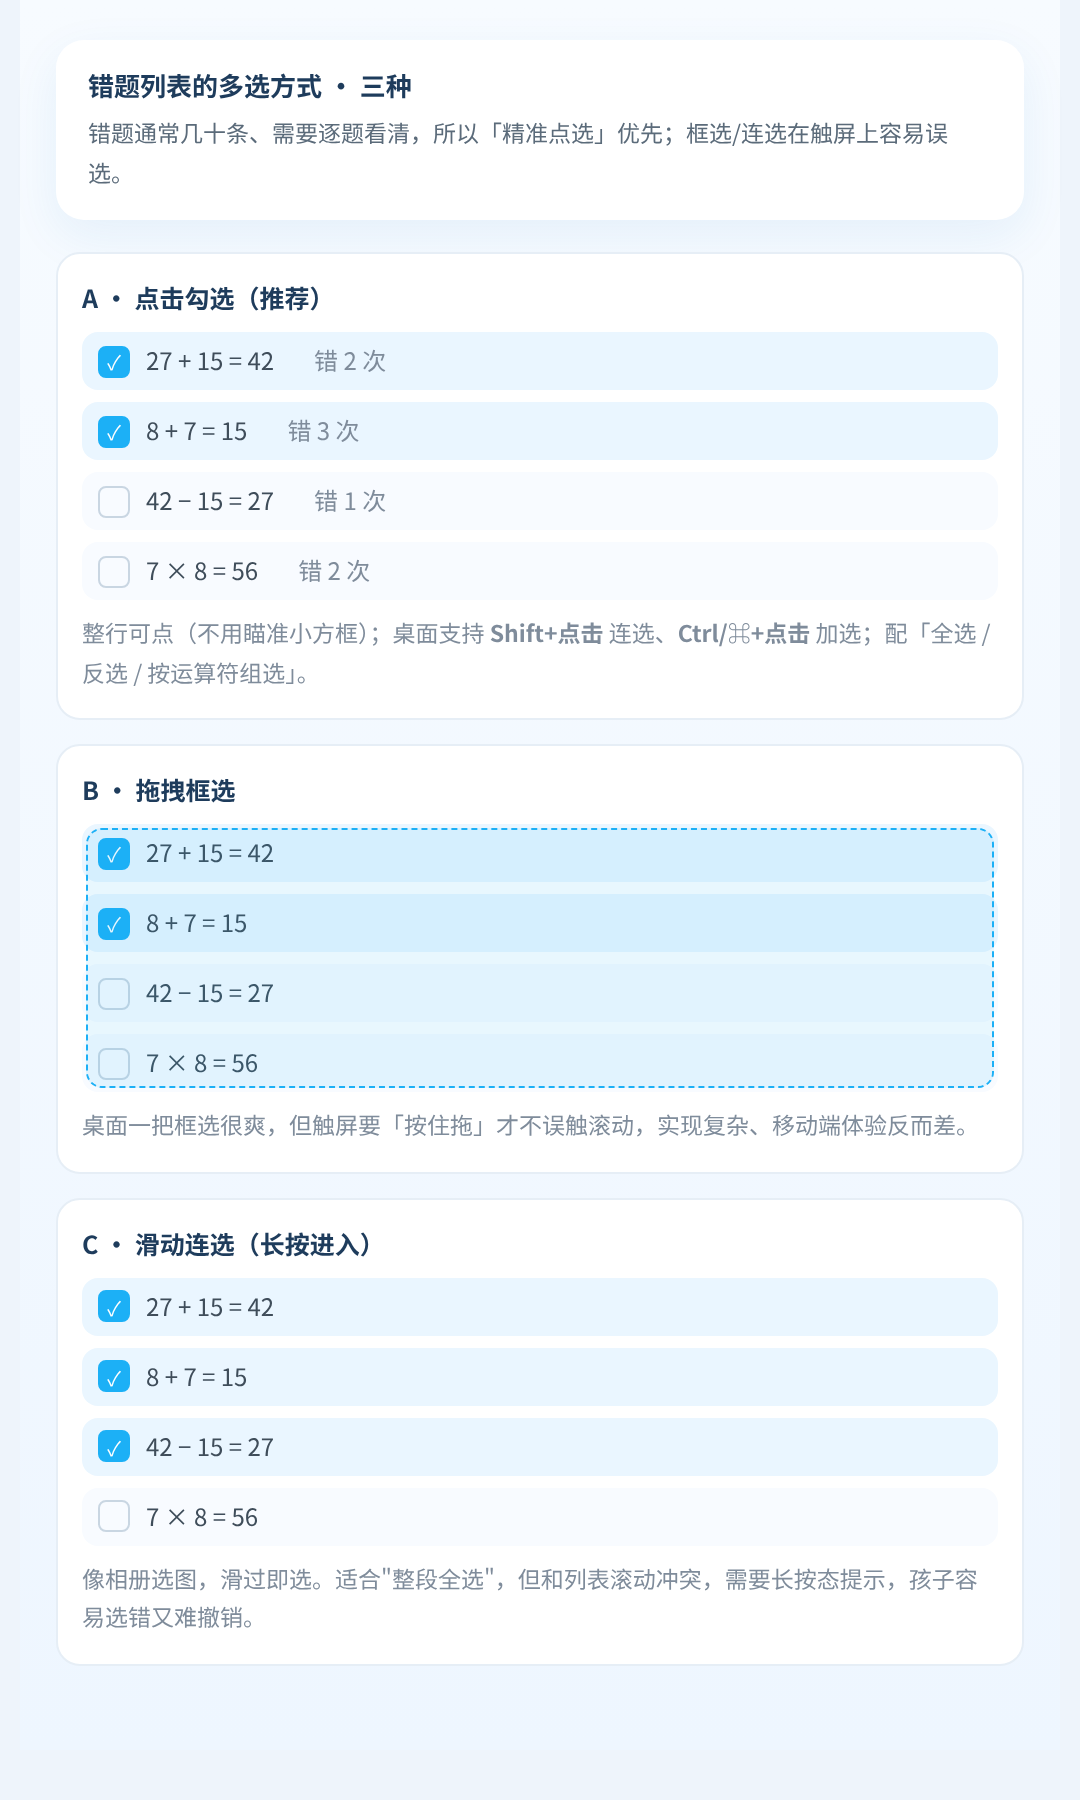 错题列表的多选方式 · 三种
错题通常几十条、需要逐题看清，所以「精准点选」优先；框选/连选在触屏上容易误
选。
A · 点击勾选（推荐）
✓ 27 + 15 = 42 错 2 次
✓ 8 + 7 = 15 错 3 次
42 − 15 = 27 错 1 次
7 × 8 = 56 错 2 次
整行可点（不用瞄准小方框）；桌面支持 Shift+点击 连选、Ctrl/⌘+点击 加选；配「全选 /
反选 / 按运算符组选」。
B · 拖拽框选
✓ 27 + 15 = 42
✓ 8 + 7 = 15
42 − 15 = 27
7 × 8 = 56
桌面一把框选很爽，但触屏要「按住拖」才不误触滚动，实现复杂、移动端体验反而差。
C · 滑动连选（长按进入）
✓ 27 + 15 = 42
✓ 8 + 7 = 15
✓ 42 − 15 = 27
7 × 8 = 56
像相册选图，滑过即选。适合"整段全选"，但和列表滚动冲突，需要长按态提示，孩子容
易选错又难撤销。